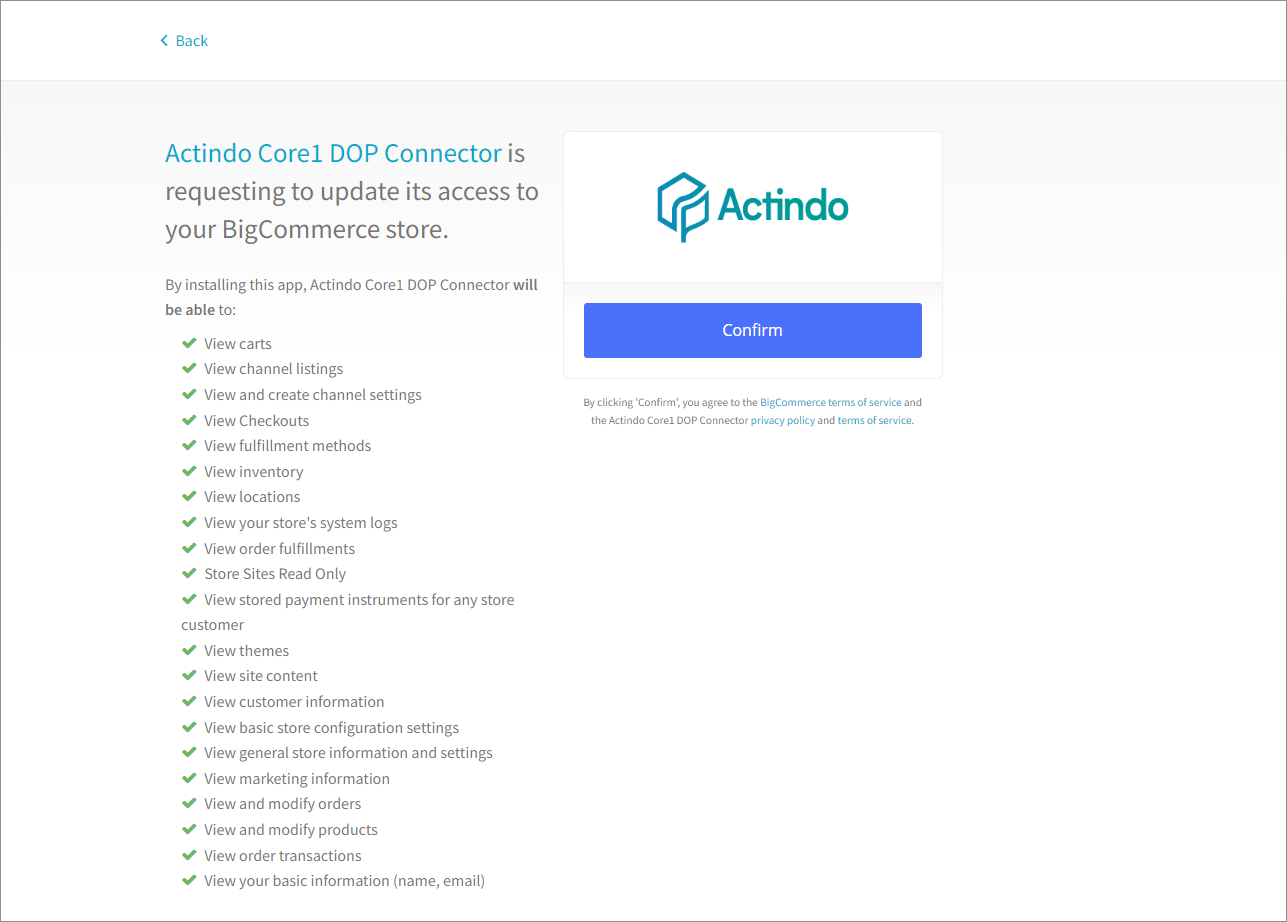 Back
Actindo Core1 DOP Connector is
requesting to update its access to
your BigCommerce store.
By installing this app, Actindo Core1 DOP Connector will
be able to:
View carts
View channel listings
View and create channel settings
View Checkouts
View fulfillment methods
View inventory
View locations
View your store's system logs
View order fulfillments
Store Sites Read Only
View stored payment instruments for any store
customer
View themes
View site content
View customer information
View basic store configuration settings
View general store information and settings
View marketing information
View and modify orders
View and modify products
View order transactions
View your basic information (name, email)
Actindo
Confirm
By clicking 'Confirm', you agree to the BigCommerce terms of service and
the Actindo Core1 DOP Connector privacy policy and terms of service.